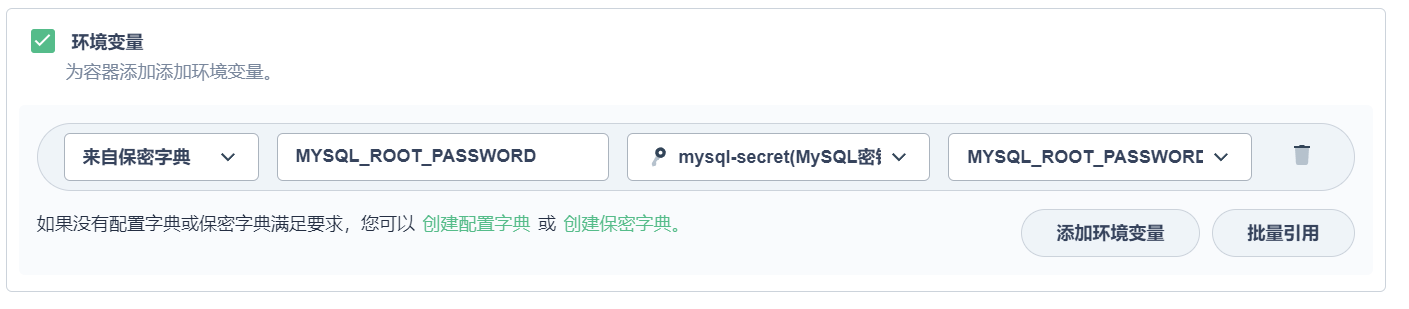 环境变量
为容器添加添加环境变量。
来自保密字典 MYSQL_ROOT_PASSWORD mysql-secret(MySQL密 MYSQL_ROOT_PASSWORD
如果没有配置字典或保密字典满足要求，您可以 创建配置字典 或 创建保密字典。
添加环境变量 批量引用